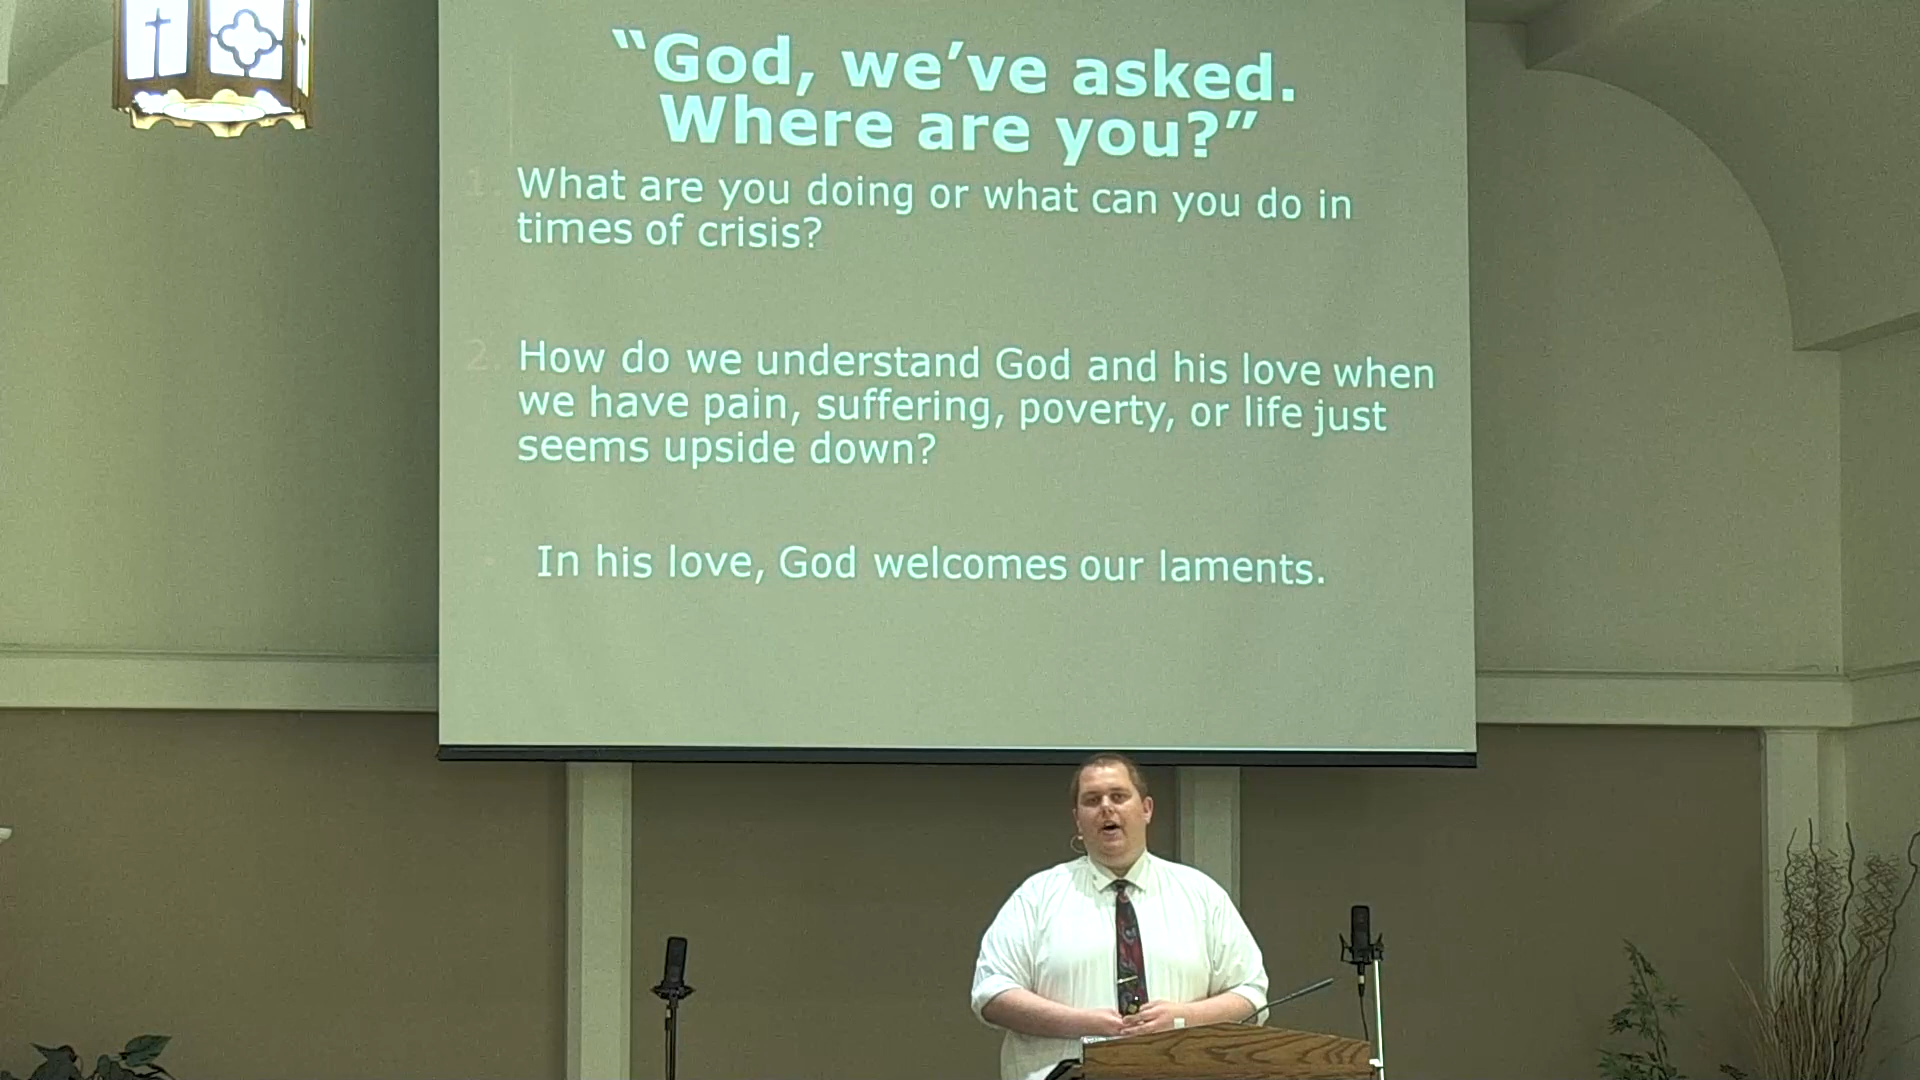 “God, we’ve asked.
Where are you?”
1. What are you doing or what can you do in
times of crisis?
2. How do we understand God and his love when
we have pain, suffering, poverty, or life just
seems upside down?
• In his love, God welcomes our laments.